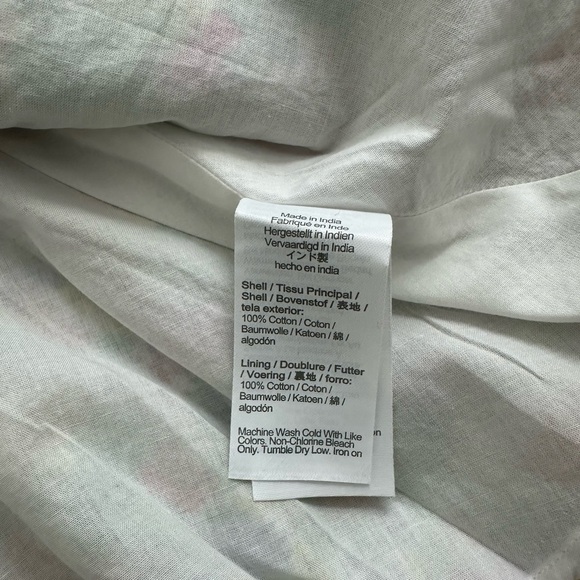 Made in India
Fabriqué en Inde
Hergestellt in Indien
Vervaardigd in India
インド製
hecho en india
Shell / Tissu Principal /
Shell / Bovenstof / 表地 /
tela exterior:
100% Cotton / Coton /
Baumwolle / Katoen / 綿 /
algodón
Lining / Doublure / Futter
/ Voering / 裏地 / forro:
100% Cotton / Coton /
Baumwolle / Katoen / 綿 /
algodón
Machine Wash Cold With Like
Colors. Non-Chlorine Bleach
Only. Tumble Dry Low. Iron on